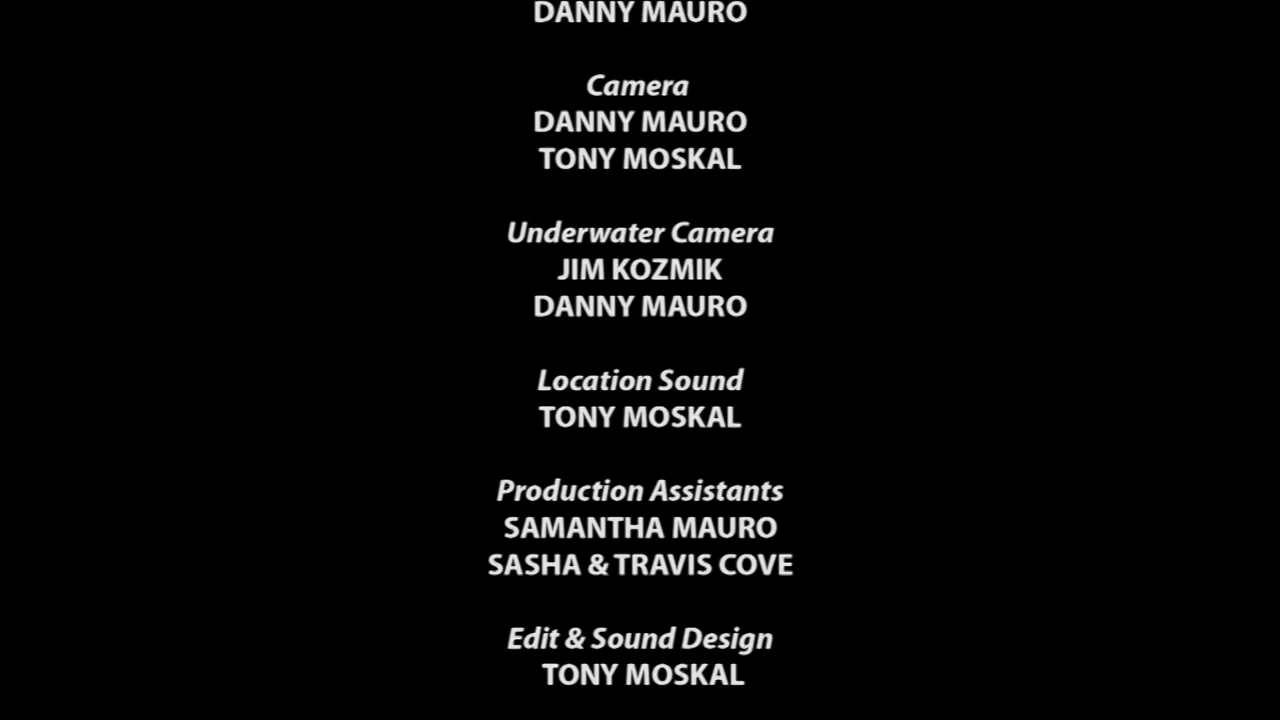 DANNY MAURO
Camera
DANNY MAURO
TONY MOSKAL
Underwater Camera
JIM KOZMIK
DANNY MAURO
Location Sound
TONY MOSKAL
Production Assistants
SAMANTHA MAURO
SASHA & TRAVIS COVE
Edit & Sound Design
TONY MOSKAL